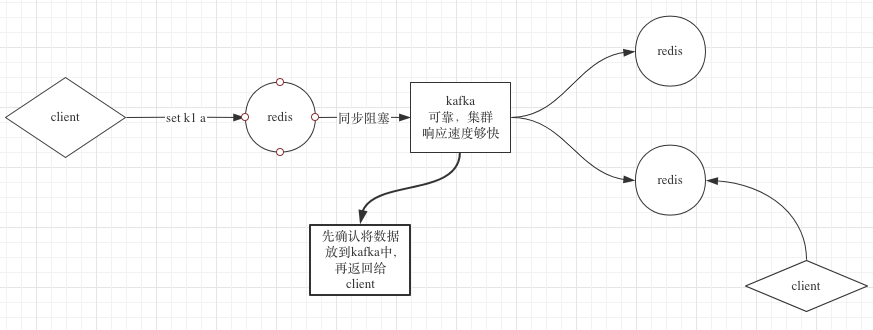 client
set k1 a
redis
同步阻塞
kafka
可靠，集群
响应速度够快
redis
redis
先确认将数据
放到kafka中，
再返回给
client
client